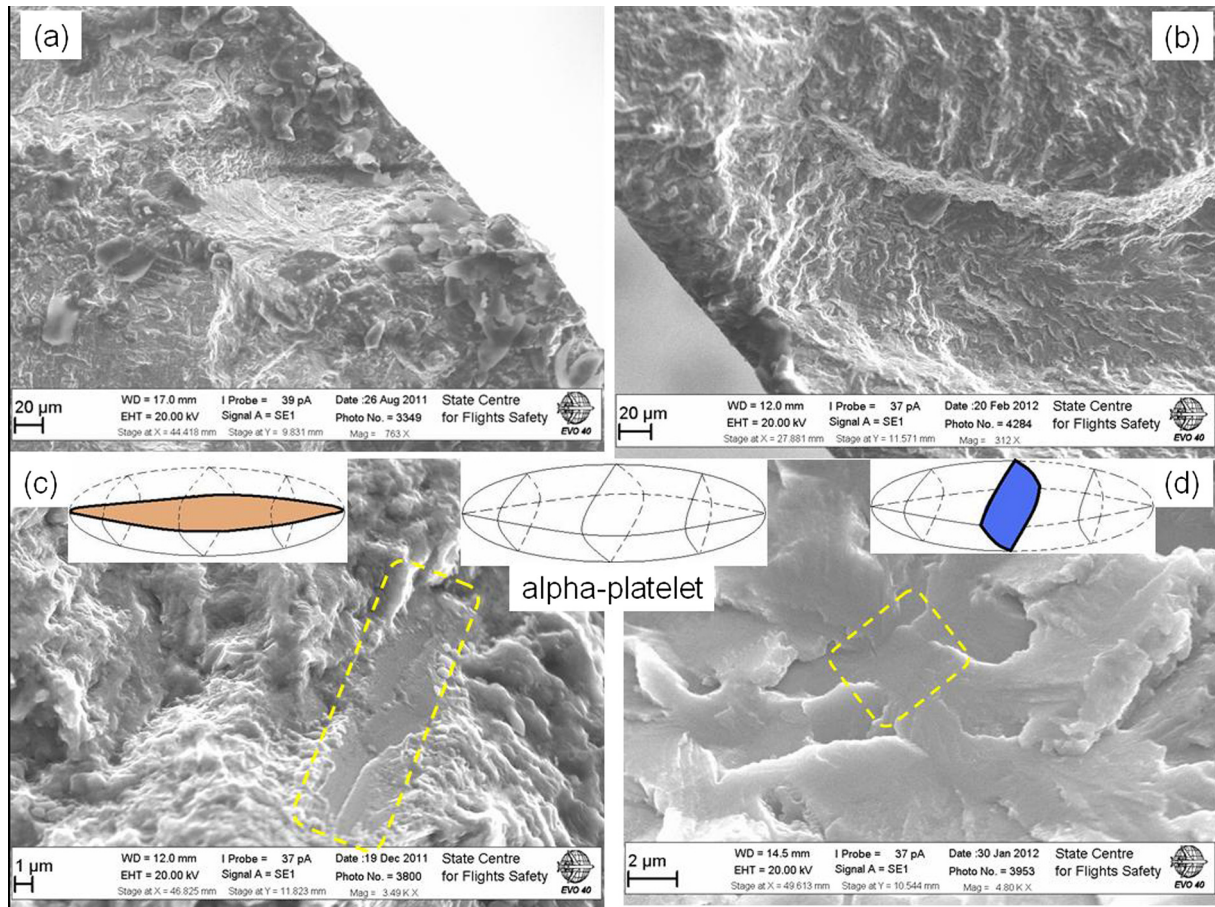 (a)
20 µm
WD = 17.0 mm I Probe = 39 pA Date :26 Aug 2011 State Centre
EHT = 20.00 kV Signal A = SE1 Photo No. = 3349 for Flights Safety
Stage at X = 44.418 mm Stage at Y = 9.831 mm Mag = 763 X EVO 40
(b)
20 µm
WD = 12.0 mm I Probe = 37 pA Date :20 Feb 2012 State Centre
EHT = 20.00 kV Signal A = SE1 Photo No. = 4284 for Flights Safety
Stage at X = 27.881 mm Stage at Y = 11.571 mm Mag = 312 X EVO 40
(c)
alpha-platelet
1 µm
WD = 12.0 mm I Probe = 37 pA Date :19 Dec 2011 State Centre
EHT = 20.00 kV Signal A = SE1 Photo No. = 3800 for Flights Safety
Stage at X = 46.825 mm Stage at Y = 11.823 mm Mag = 3.49 K X EVO 40
(d)
2 µm
WD = 14.5 mm I Probe = 37 pA Date :30 Jan 2012 State Centre
EHT = 20.00 kV Signal A = SE1 Photo No. = 3953 for Flights Safety
Stage at X = 49.613 mm Stage at Y = 10.544 mm Mag = 4.80 K X EVO 40